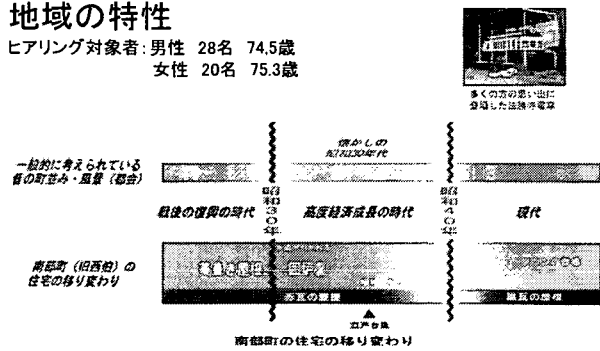 地域の特性
ヒアリング対象者:男性 28名 74.5歳
女性 20名 75.3歳
多くの方の思い出に
登場した法勝寺電車
懐かしの
昭和30年代
一般的に考えられている
昔の町並み・風景(都会)
昭和30年
昭和40年
戦後の復興の時代
高度経済成長の時代
現代
南部町(旧西伯)の
住宅の移り変わり
赤瓦の屋根
黒瓦の屋根
南部町の住宅の移り変わり